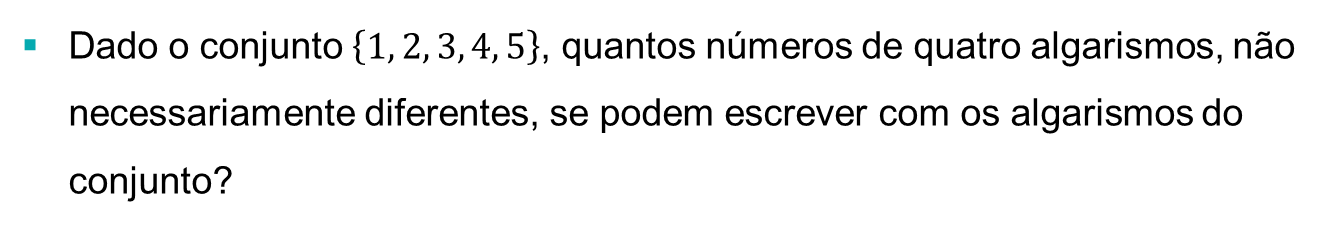 ▪ Dado o conjunto {1, 2, 3, 4, 5}, quantos números de quatro algarismos, não
necessariamente diferentes, se podem escrever com os algarismos do
conjunto?